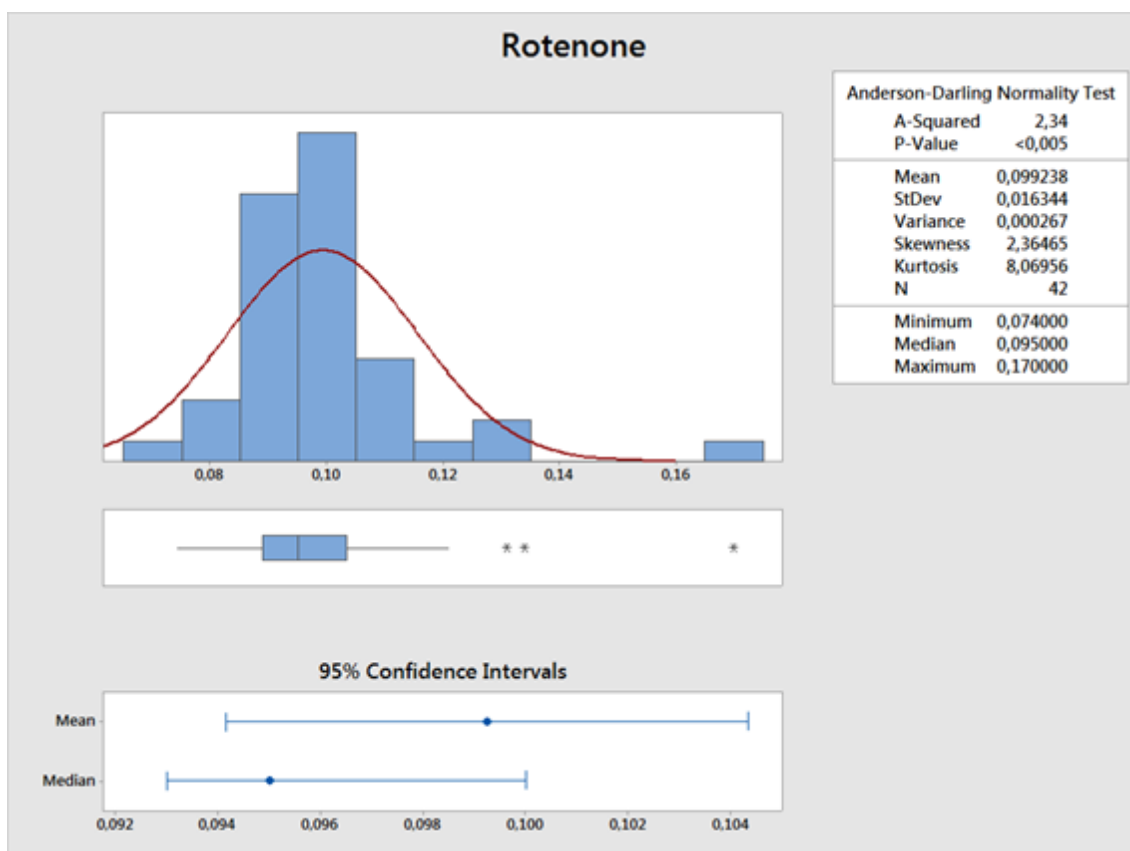 Rotenone
Anderson-Darling Normality Test
A-Squared 2,34
P-Value <0,005
Mean 0,099238
StDev 0,016344
Variance 0,000267
Skewness 2,36465
Kurtosis 8,06956
N 42
Minimum 0,074000
Median 0,095000
Maximum 0,170000
0,08 0,10 0,12 0,14 0,16
* * *
95% Confidence Intervals
Mean
Median
0,092 0,094 0,096 0,098 0,100 0,102 0,104